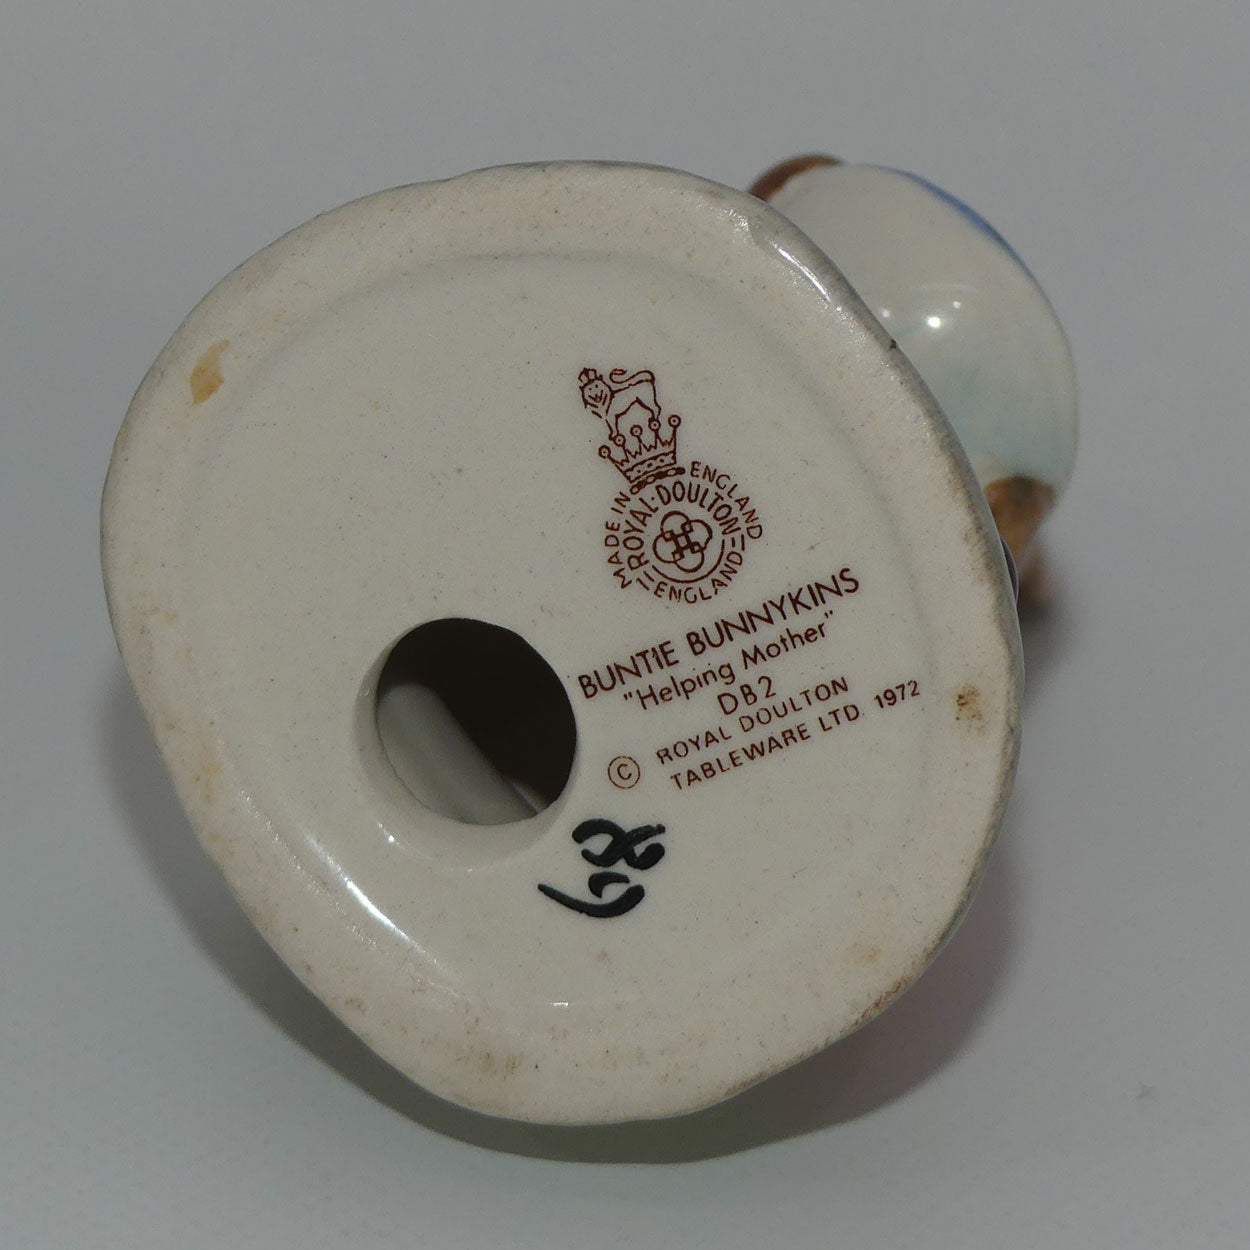 MADE IN ENGLAND
ROYAL·DOULTON
ENGLAND
BUNTIE BUNNYKINS
"Helping Mother"
DB2
© ROYAL DOULTON
TABLEWARE LTD. 1972